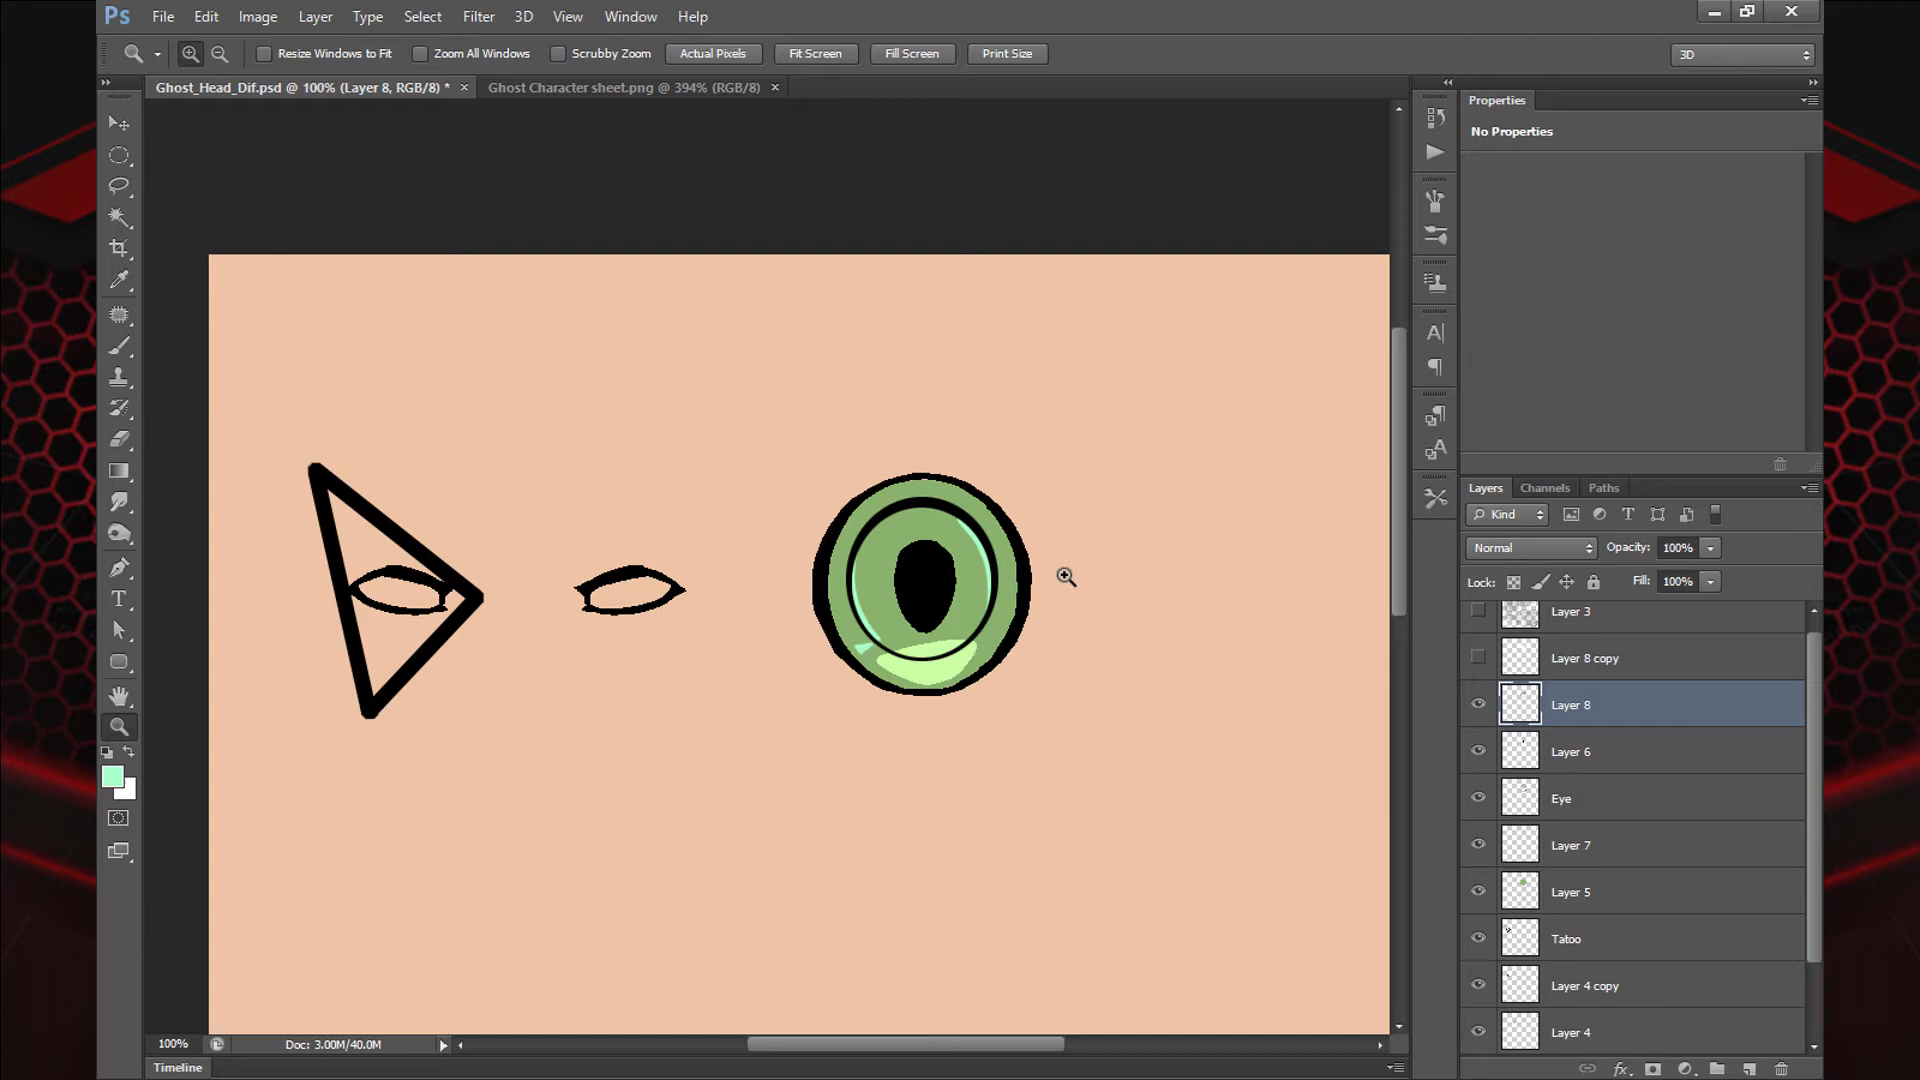 Ps File Edit Image Layer Type Select Filter 3D View Window Help
Resize Windows to Fit Zoom All Windows Scrubby Zoom Actual Pixels Fit Screen Fill Screen Print Size 3D
Ghost_Head_Dif.psd @ 100% (Layer 8, RGB/8) * Ghost Character sheet.png @ 394% (RGB/8)
Properties
No Properties
Layers Channels Paths
Kind
Normal Opacity: 100%
Lock: Fill: 100%
Layer 3
Layer 8 copy
Layer 8
Layer 6
Eye
Layer 7
Layer 5
Tatoo
Layer 4 copy
Layer 4
100% Doc: 3.00M/40.0M
Timeline